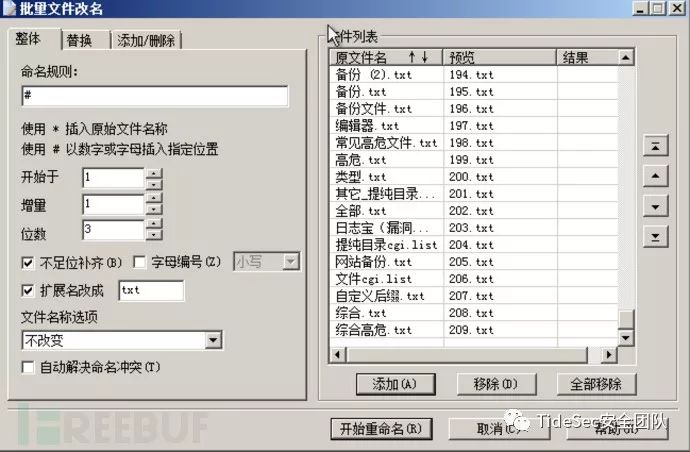 批量文件改名
整体
替换
添加/删除
命名规则:
#
使用 * 插入原始文件名称
使用 # 以数字或字母插入指定位置
开始于 1
增量 1
位数 3
不足位补齐(B) 字母编号(Z) 小写
扩展名改成 txt
文件名称选项
不改变
自动解决命名冲突(T)
件列表
原文件名 ↑↓ 预览 结果
备份 (2).txt 194.txt
备份.txt 195.txt
备份文件.txt 196.txt
编辑器.txt 197.txt
常见高危文件.txt 198.txt
高危.txt 199.txt
类型.txt 200.txt
其它_提纯目录... 201.txt
全部.txt 202.txt
日志宝（漏洞... 203.txt
提纯目录cgi.list 204.txt
网站备份.txt 205.txt
文件cgi.list 206.txt
自定义后缀.txt 207.txt
综合.txt 208.txt
综合高危.txt 209.txt
添加(A) 移除(D) 全部移除
开始重命名(R) 取消(C) 帮助(H)
FREEBUF
TideSec安全团队